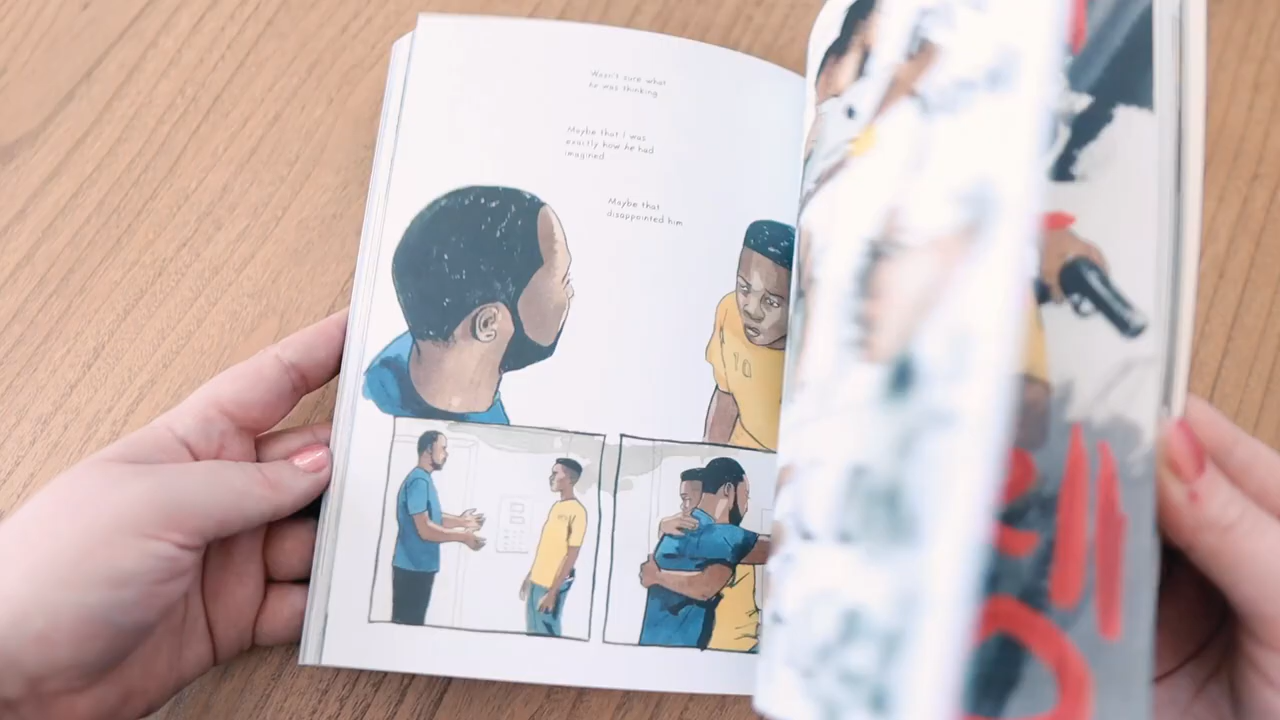 Wasn't sure what
he was thinking
Maybe that I was
exactly how he had
imagined
Maybe that
disappointed him
10